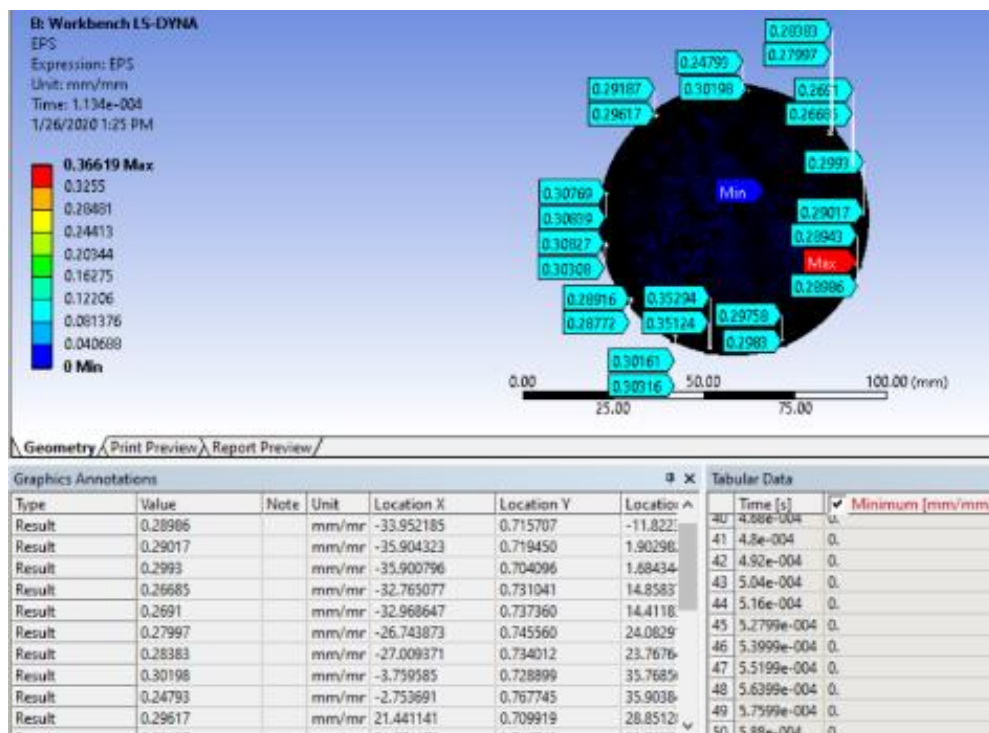 B: Workbench LS-DYNA
EPS
Expression: EPS
Unit: mm/mm
Time: 1.134e-004
1/26/2020 1:25 PM
0.36619 Max
0.3255
0.28481
0.24413
0.20344
0.16275
0.12206
0.081376
0.040688
0 Min
0.28383
0.27997
0.24793
0.30198
0.29187
0.29617
0.2691
0.26685
0.2993
Min
0.30769
0.30839
0.30827
0.30308
0.29017
0.28943
Max
0.28986
0.28916
0.28772
0.35294
0.35124
0.29758
0.2983
0.30161
0.30316
0.00 50.00 100.00 (mm)
25.00 75.00
Geometry Print Preview Report Preview
Graphics Annotations
Type Value Note Unit Location X Location Y Location
Result 0.28986 mm/mr -33.952185 0.715707 -11.822
Result 0.29017 mm/mr -35.904323 0.719450 1.90298
Result 0.2993 mm/mr -35.900796 0.704096 1.68434
Result 0.26685 mm/mr -32.765077 0.731041 14.8583
Result 0.2691 mm/mr -32.968647 0.737360 14.4118
Result 0.27997 mm/mr -26.743873 0.745560 24.0829
Result 0.28383 mm/mr -27.009371 0.734012 23.7676
Result 0.30198 mm/mr -3.759585 0.728899 35.7685
Result 0.24793 mm/mr -2.753691 0.767745 35.9038
Result 0.29617 mm/mr 21.441141 0.709919 28.8512
Tabular Data
Time [s] Minimum [mm/mm
40 4.68e-004 0.
41 4.8e-004 0.
42 4.92e-004 0.
43 5.04e-004 0.
44 5.16e-004 0.
45 5.2799e-004 0.
46 5.3999e-004 0.
47 5.5199e-004 0.
48 5.6399e-004 0.
49 5.7599e-004 0.
50 5.88e-004 0.